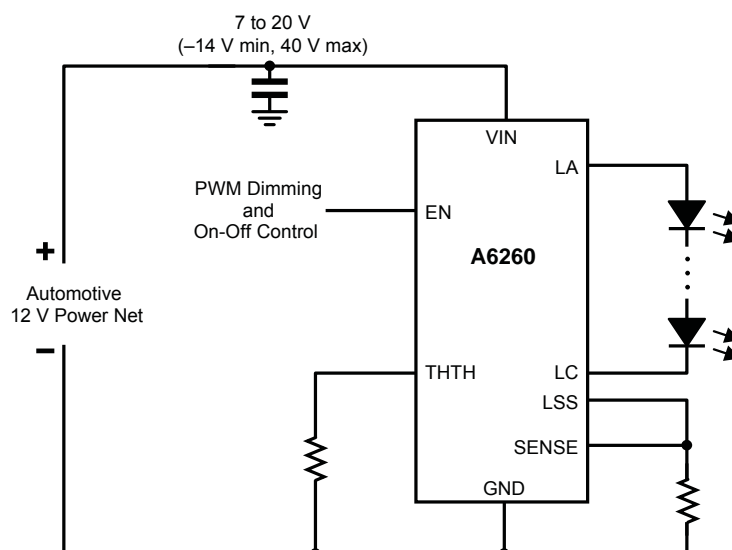 7 to 20 V
(–14 V min, 40 V max)
VIN
LA
PWM Dimming
and
On-Off Control
EN
A6260
+
Automotive
12 V Power Net
–
THTH
LC
LSS
SENSE
GND